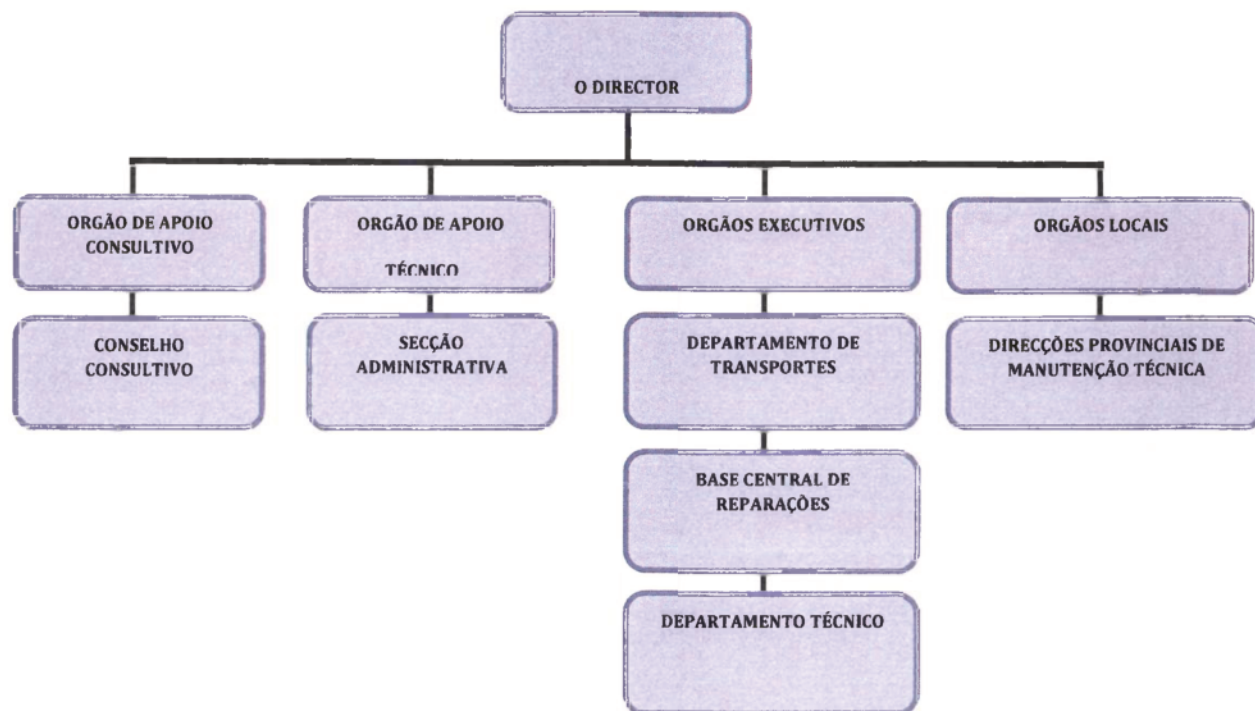 O DIRECTOR
ORGÃO DE APOIO
CONSULTIVO
ORGÃO DE APOIO
TÉCNICO
ORGÃOS EXECUTIVOS
ORGÃOS LOCAIS
CONSELHO
CONSULTIVO
SECÇÃO
ADMINISTRATIVA
DEPARTAMENTO DE
TRANSPORTES
DIRECÇÕES PROVINCIAIS DE
MANUTENÇÃO TÉCNICA
BASE CENTRAL DE
REPARAÇÕES
DEPARTAMENTO TÉCNICO